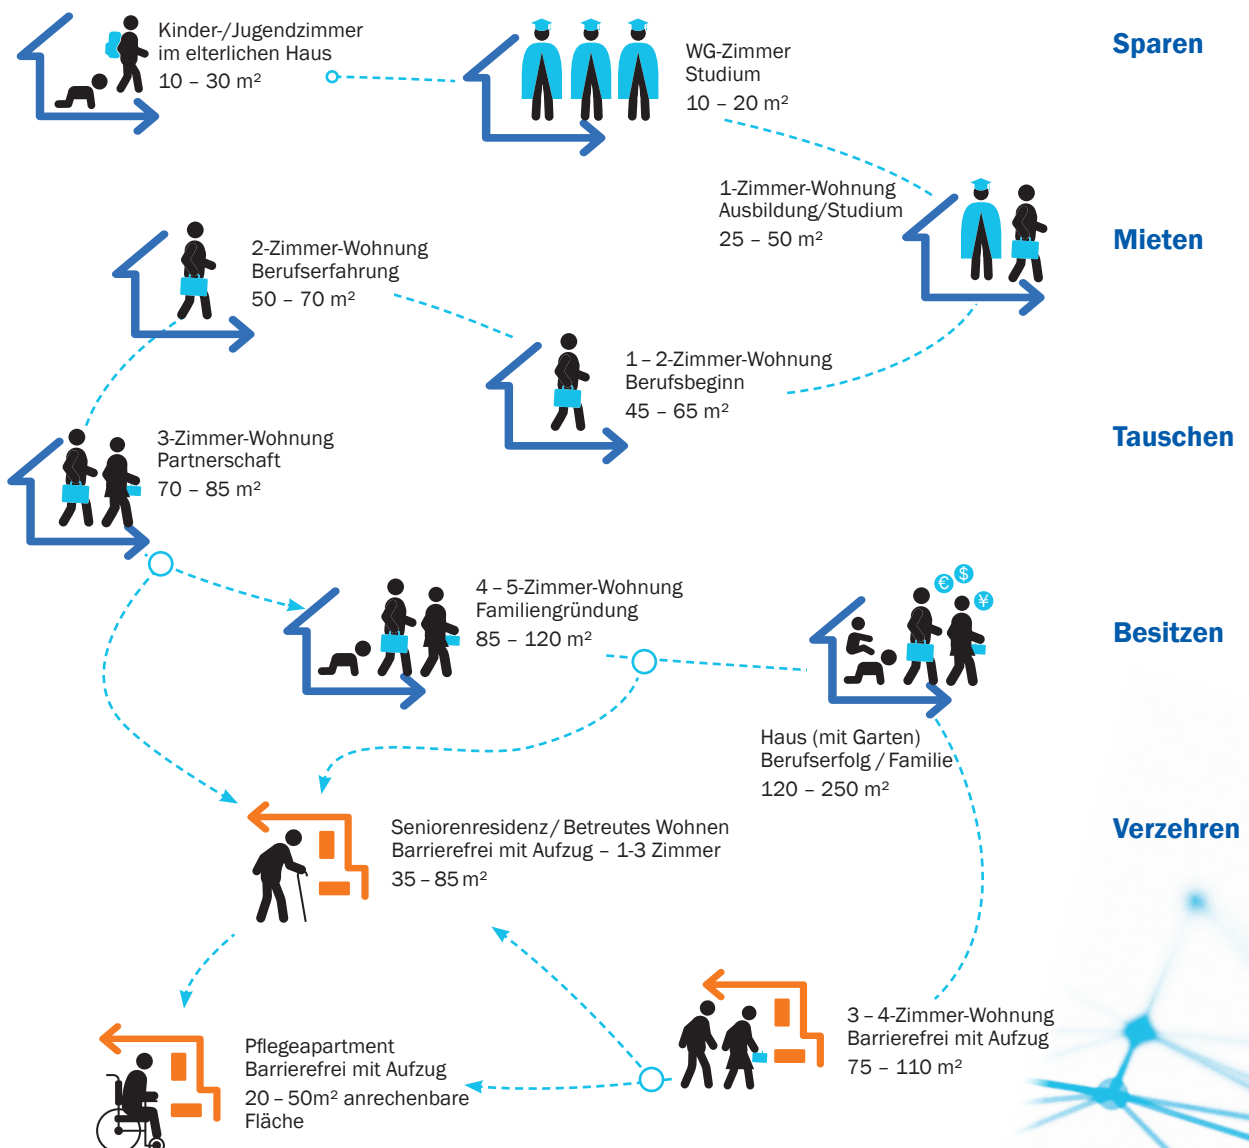 Kinder-/Jugendzimmer
im elterlichen Haus
10 – 30 m²
WG-Zimmer
Studium
10 – 20 m²
Sparen
1-Zimmer-Wohnung
Ausbildung/Studium
25 – 50 m²
Mieten
2-Zimmer-Wohnung
Berufserfahrung
50 – 70 m²
1 – 2-Zimmer-Wohnung
Berufsbeginn
45 – 65 m²
Tauschen
3-Zimmer-Wohnung
Partnerschaft
70 – 85 m²
4 – 5-Zimmer-Wohnung
Familiengründung
85 – 120 m²
€ $ ¥
Besitzen
Haus (mit Garten)
Berufserfolg / Familie
120 – 250 m²
Verzehren
Seniorenresidenz / Betreutes Wohnen
Barrierefrei mit Aufzug – 1-3 Zimmer
35 – 85 m²
3 – 4-Zimmer-Wohnung
Barrierefrei mit Aufzug
75 – 110 m²
Pflegeapartment
Barrierefrei mit Aufzug
20 – 50m² anrechenbare
Fläche